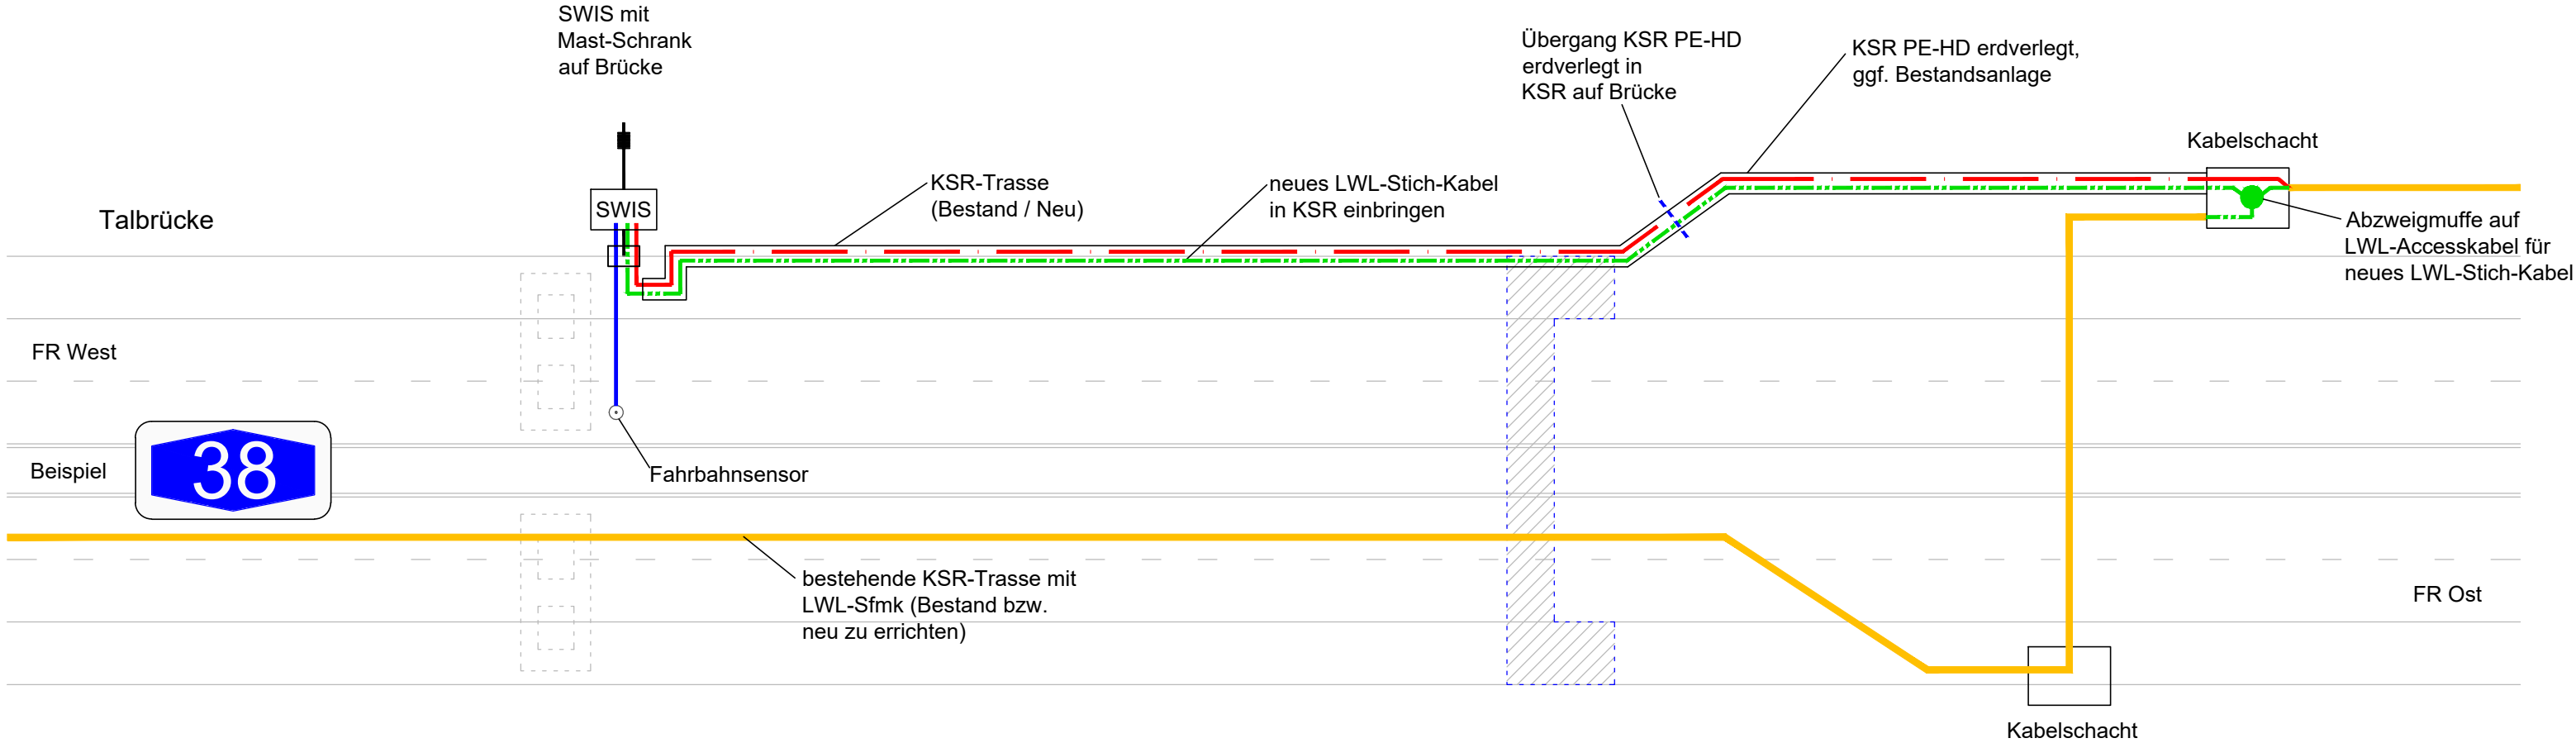 SWIS mit
Mast-Schrank
auf Brücke
Übergang KSR PE-HD
erdverlegt in
KSR auf Brücke
KSR PE-HD erdverlegt,
ggf. Bestandsanlage
Kabelschacht
KSR-Trasse
(Bestand / Neu)
neues LWL-Stich-Kabel
in KSR einbringen
SWIS
Talbrücke
Abzweigmuffe auf
LWL-Accesskabel für
neues LWL-Stich-Kabel
FR West
Beispiel
38
Fahrbahnsensor
bestehende KSR-Trasse mit
LWL-Sfmk (Bestand bzw.
neu zu errichten)
FR Ost
Kabelschacht